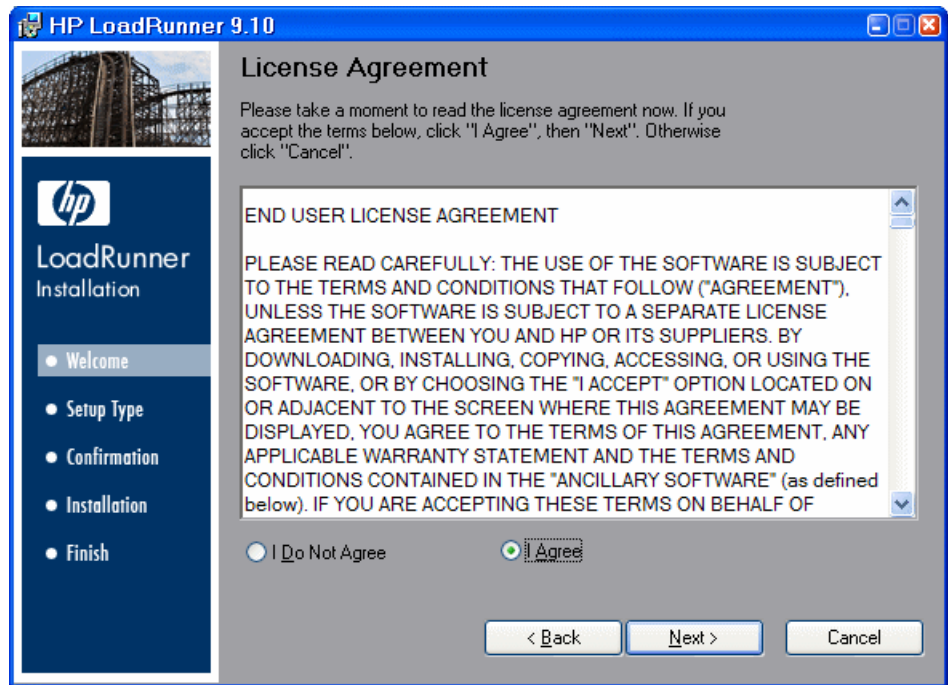 HP LoadRunner 9.10
License Agreement
Please take a moment to read the license agreement now. If you
accept the terms below, click "I Agree", then "Next". Otherwise
click "Cancel".
hp
LoadRunner
Installation
Welcome
Setup Type
Confirmation
Installation
Finish
END USER LICENSE AGREEMENT
PLEASE READ CAREFULLY: THE USE OF THE SOFTWARE IS SUBJECT
TO THE TERMS AND CONDITIONS THAT FOLLOW ("AGREEMENT"),
UNLESS THE SOFTWARE IS SUBJECT TO A SEPARATE LICENSE
AGREEMENT BETWEEN YOU AND HP OR ITS SUPPLIERS. BY
DOWNLOADING, INSTALLING, COPYING, ACCESSING, OR USING THE
SOFTWARE, OR BY CHOOSING THE "I ACCEPT" OPTION LOCATED ON
OR ADJACENT TO THE SCREEN WHERE THIS AGREEMENT MAY BE
DISPLAYED, YOU AGREE TO THE TERMS OF THIS AGREEMENT, ANY
APPLICABLE WARRANTY STATEMENT AND THE TERMS AND
CONDITIONS CONTAINED IN THE "ANCILLARY SOFTWARE" (as defined
below). IF YOU ARE ACCEPTING THESE TERMS ON BEHALF OF
I Do Not Agree
I Agree
< Back
Next >
Cancel